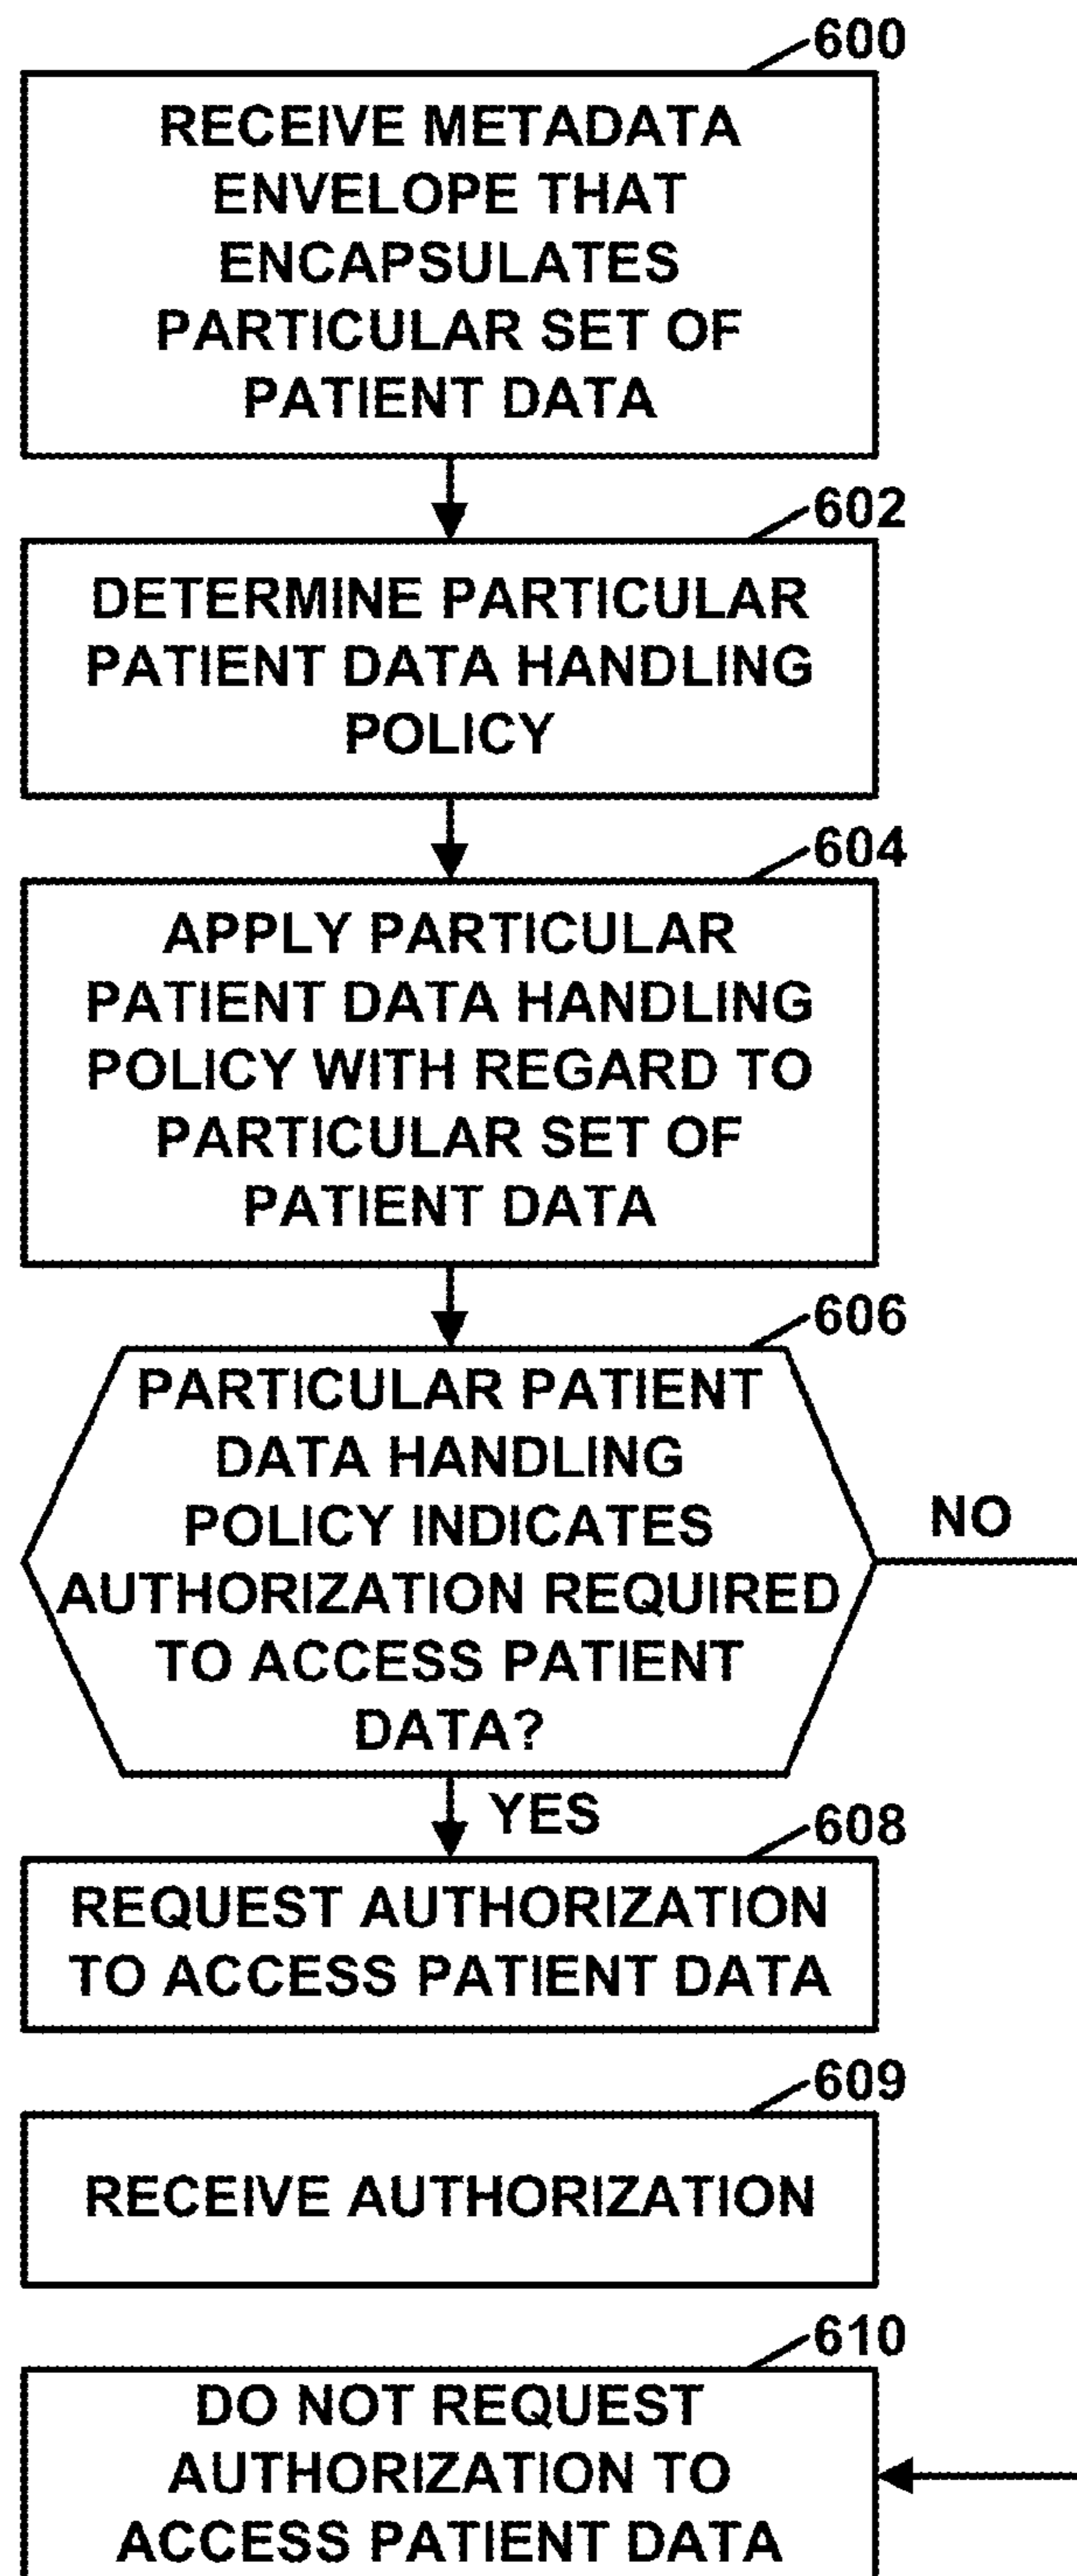 600
RECEIVE METADATA
ENVELOPE THAT
ENCAPSULATES
PARTICULAR SET OF
PATIENT DATA
602
DETERMINE PARTICULAR
PATIENT DATA HANDLING
POLICY
604
APPLY PARTICULAR
PATIENT DATA HANDLING
POLICY WITH REGARD TO
PARTICULAR SET OF
PATIENT DATA
606
PARTICULAR PATIENT
DATA HANDLING
POLICY INDICATES
AUTHORIZATION REQUIRED
TO ACCESS PATIENT
DATA?
NO
YES
608
REQUEST AUTHORIZATION
TO ACCESS PATIENT DATA
609
RECEIVE AUTHORIZATION
610
DO NOT REQUEST
AUTHORIZATION TO
ACCESS PATIENT DATA